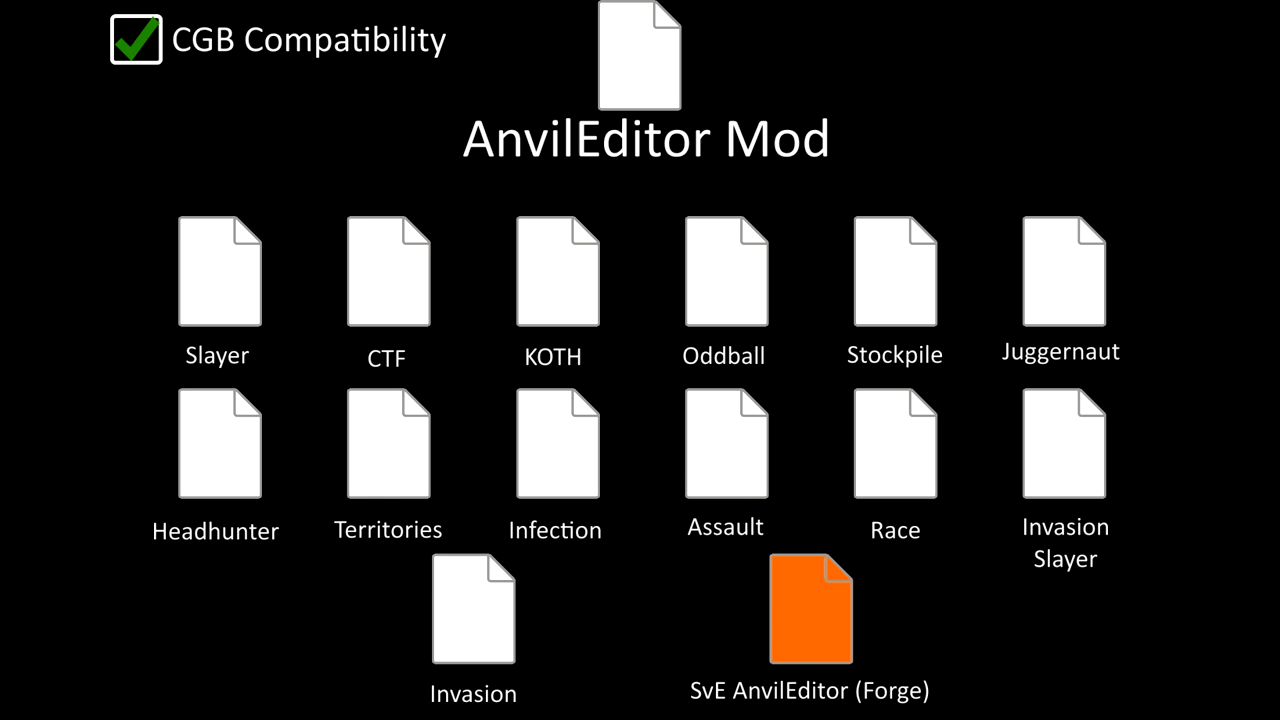 CGB Compatibility
AnvilEditor Mod
Slayer
CTF
KOTH
Oddball
Stockpile
Juggernaut
Headhunter
Territories
Infection
Assault
Race
Invasion
Slayer
Invasion
SvE AnvilEditor (Forge)